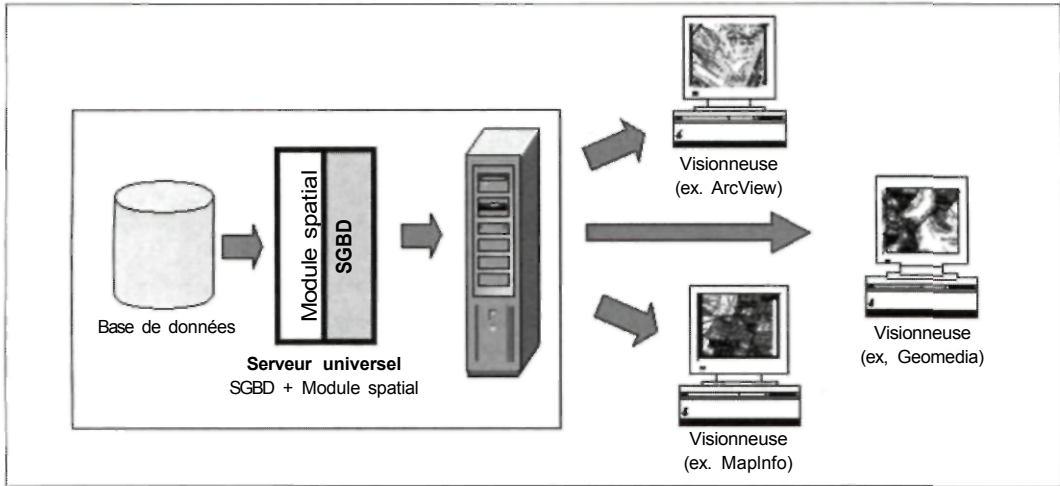 Base de données
Module spatial
SGBD
Serveur universel
SGBD + Module spatial
Visionneuse
(ex. ArcView)
Visionneuse
(ex, Geomedia)
Visionneuse
(ex. MapInfo)